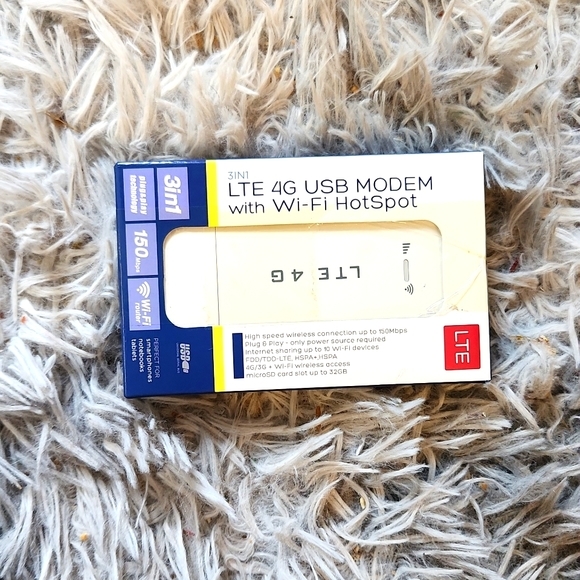 3IN1
LTE 4G USB MODEM
with Wi-Fi HotSpot
3in1
plug&play
technology
150 Mbps
Wi-Fi
router
PERFECT FOR
smartphones
notebooks
tablets
USB
LTE 4G
High speed wireless connection up to 150Mbps
Plug & Play - only power source required
Internet sharing up to 10 Wi-Fi devices
FDD/TDD-LTE, HSPA+,HSPA
4G/3G + Wi-Fi wireless access
microSD card slot up to 32GB
LTE